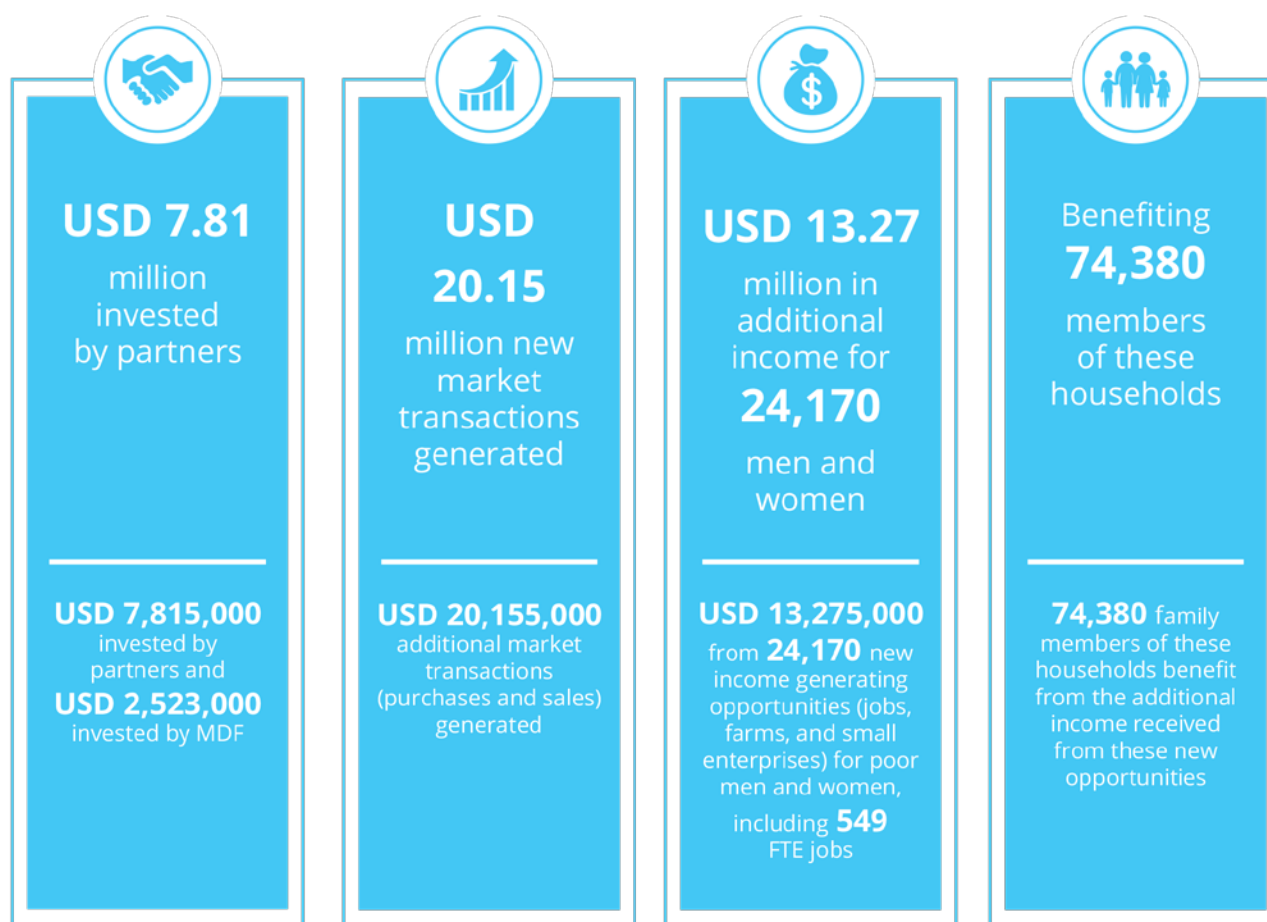 USD 7.81
million
invested
by partners
USD 7,815,000
invested by
partners and
USD 2,523,000
invested by MDF
USD
20.15
million new
market
transactions
generated
USD 20,155,000
additional market
transactions
(purchases and sales)
generated
$
USD 13.27
million in
additional
income for
24,170
men and
women
USD 13,275,000
from 24,170 new
income generating
opportunities (jobs,
farms, and small
enterprises) for poor
men and women,
including 549
FTE jobs
Benefiting
74,380
members
of these
households
74,380 family
members of these
households benefit
from the additional
income received
from these new
opportunities